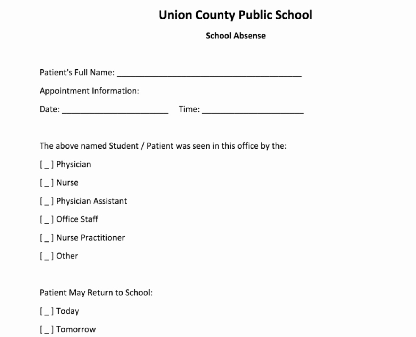 Union County Public School
School Absense
Patient's Full Name: ____________________
Appointment Information:
Date: ____________________ Time: ____________________
The above named Student / Patient was seen in this office by the:
[ _ ] Physician
[ _ ] Nurse
[ _ ] Physician Assistant
[ _ ] Office Staff
[ _ ] Nurse Practitioner
[ _ ] Other
Patient May Return to School:
[ _ ] Today
[ _ ] Tomorrow